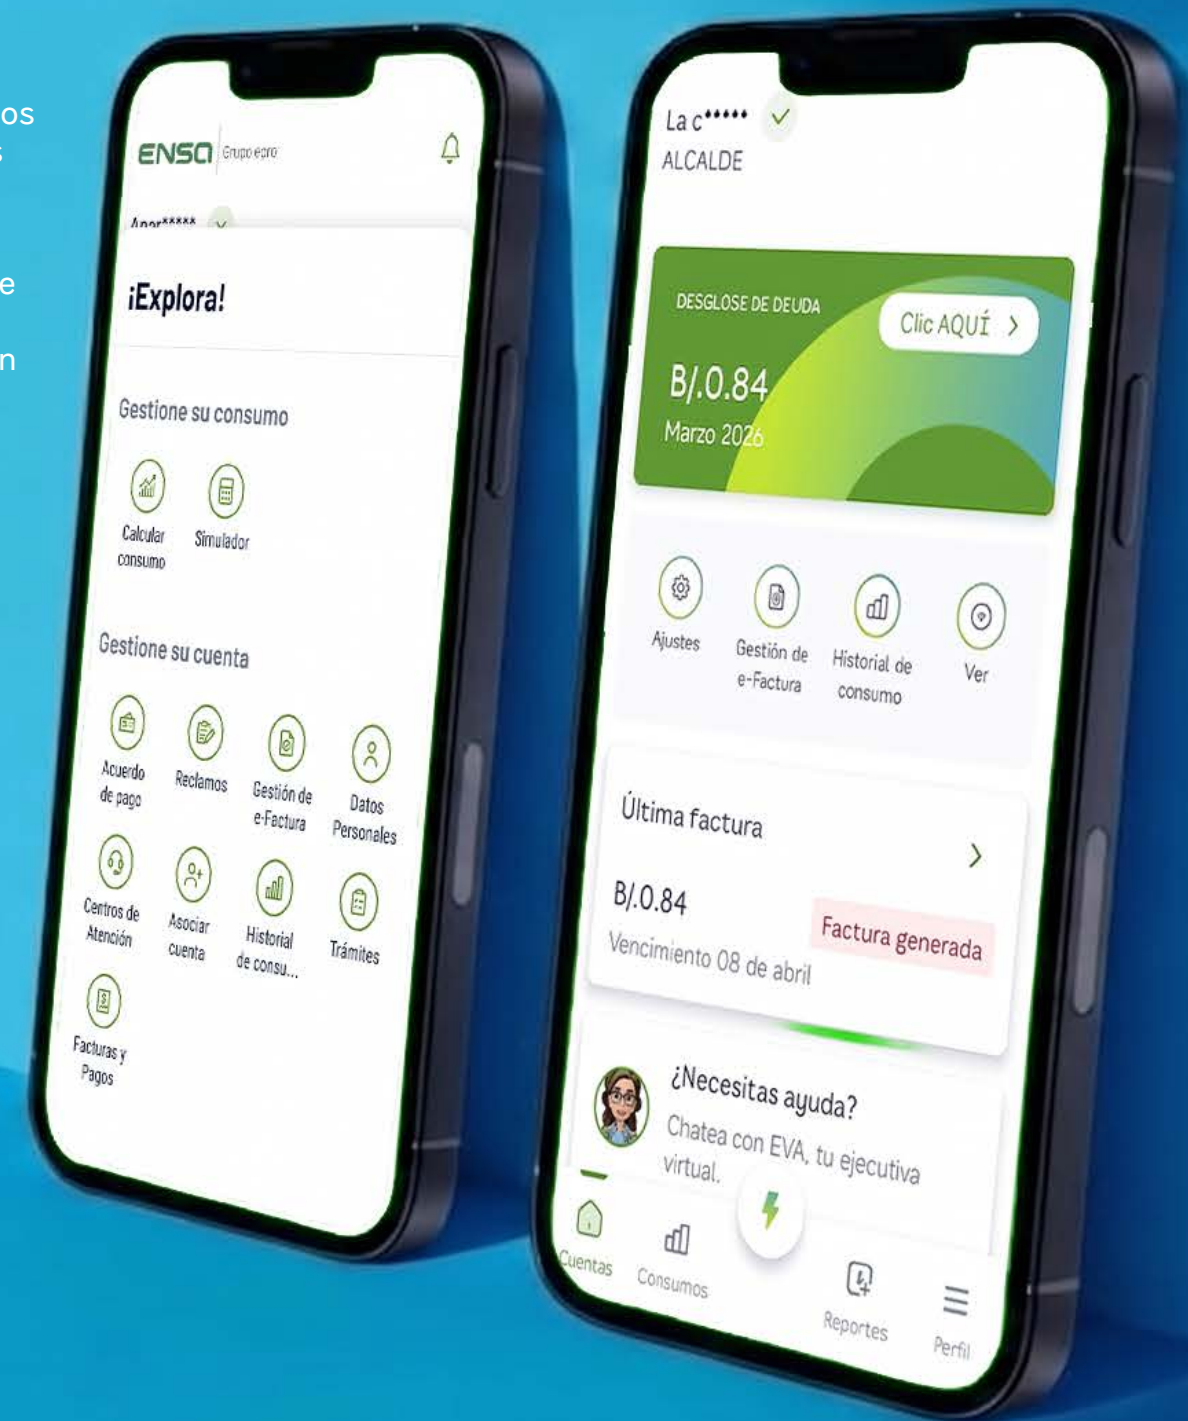 os
s
e
n
ENSA
Grupo epm
Apar*****
¡Explora!
Gestione su consumo
Calcular
consumo
Simulador
Gestione su cuenta
Acuerdo
de pago
Reclamos
Gestión de
e-Factura
Datos
Personales
Centros de
Atención
Asociar
cuenta
Historial
de consu...
Trámites
Facturas y
Pagos
La c*****
ALCALDE
DESGLOSE DE DEUDA
Clic AQUÍ
B/.0.84
Marzo 2026
Ajustes
Gestión de
e-Factura
Historial de
consumo
Ver
Última factura
B/.0.84
Factura generada
Vencimiento 08 de abril
¿Necesitas ayuda?
Chatea con EVA, tu ejecutiva
virtual.
Cuentas
Consumos
Reportes
Perfil